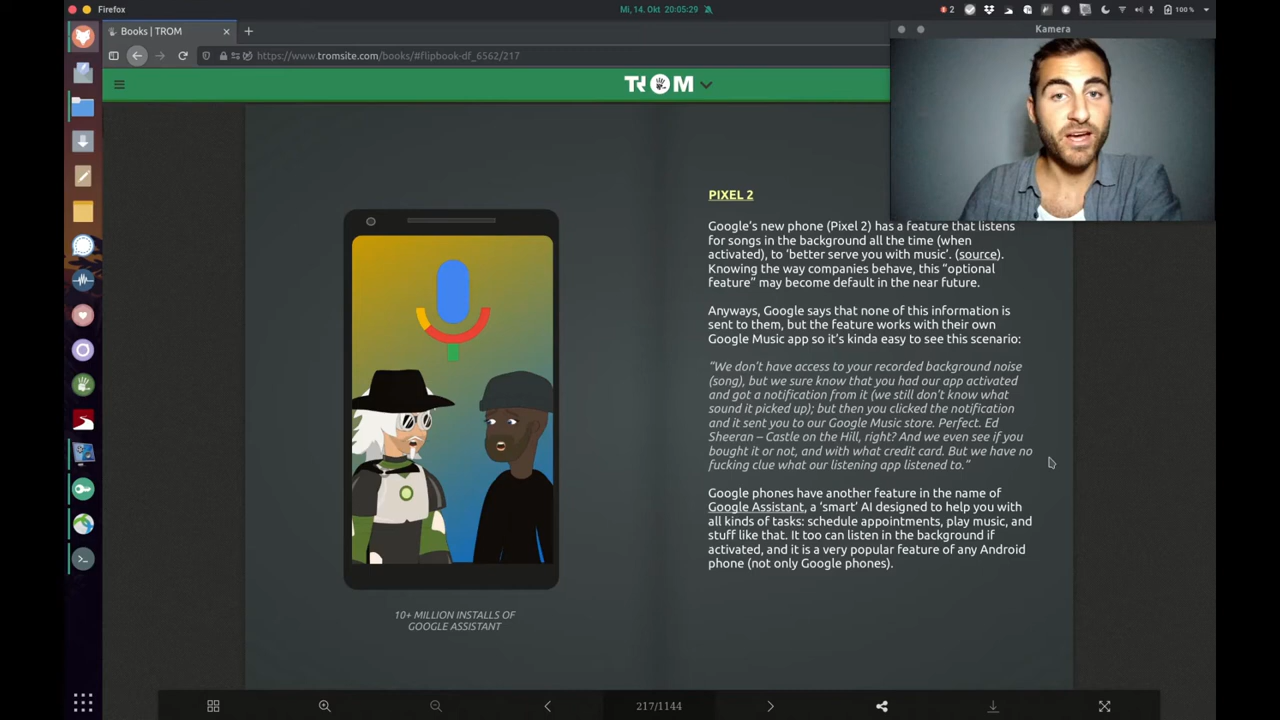 Firefox
Mi, 14. Okt 20:05:29
2
100 %
Books | TROM
https://www.tromsite.com/books/#flipbook-df_6562/217
Kamera
TROM
PIXEL 2
Google's new phone (Pixel 2) has a feature that listens
for songs in the background all the time (when
activated), to 'better serve you with music'. (source).
Knowing the way companies behave, this "optional
feature" may become default in the near future.
Anyways, Google says that none of this information is
sent to them, but the feature works with their own
Google Music app so it's kinda easy to see this scenario:
"We don't have access to your recorded background noise
(song), but we sure know that you had our app activated
and got a notification from it (we still don't know what
sound it picked up); but then you clicked the notification
and it sent you to our Google Music store. Perfect. Ed
Sheeran – Castle on the Hill, right? And we even see if you
bought it or not, and with what credit card. But we have no
fucking clue what our listening app listened to."
Google phones have another feature in the name of
Google Assistant, a 'smart' AI designed to help you with
all kinds of tasks: schedule appointments, play music, and
stuff like that. It too can listen in the background if
activated, and it is a very popular feature of any Android
phone (not only Google phones).
10+ MILLION INSTALLS OF
GOOGLE ASSISTANT
217/1144